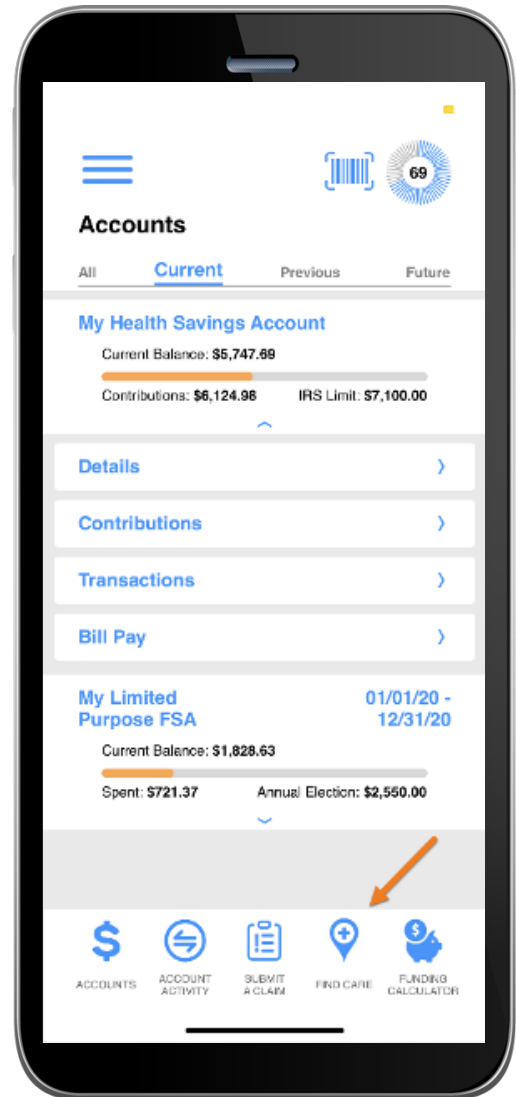 69
Accounts
All Current Previous Future
My Health Savings Account
Current Balance: $5,747.69
Contributions: $6,124.98 IRS Limit: $7,100.00
Details
Contributions
Transactions
Bill Pay
My Limited 01/01/20 -
Purpose FSA 12/31/20
Current Balance: $1,828.63
Spent: $721.37 Annual Election: $2,550.00
ACCOUNTS ACCOUNT SUBMIT FIND CARE FUNDING
ACTIVITY A CLAIM CALCULATOR